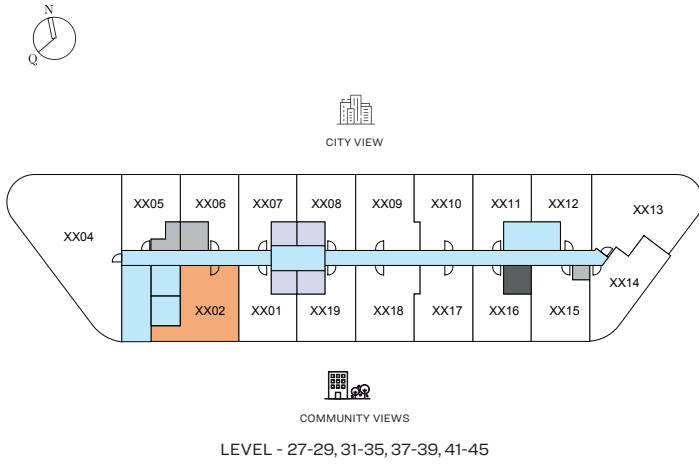 N
Q
CITY VIEW
XX04
XX05
XX06
XX07
XX08
XX09
XX10
XX11
XX12
XX13
XX14
XX02
XX01
XX19
XX18
XX17
XX16
XX15
COMMUNITY VIEWS
LEVEL - 27-29, 31-35, 37-39, 41-45